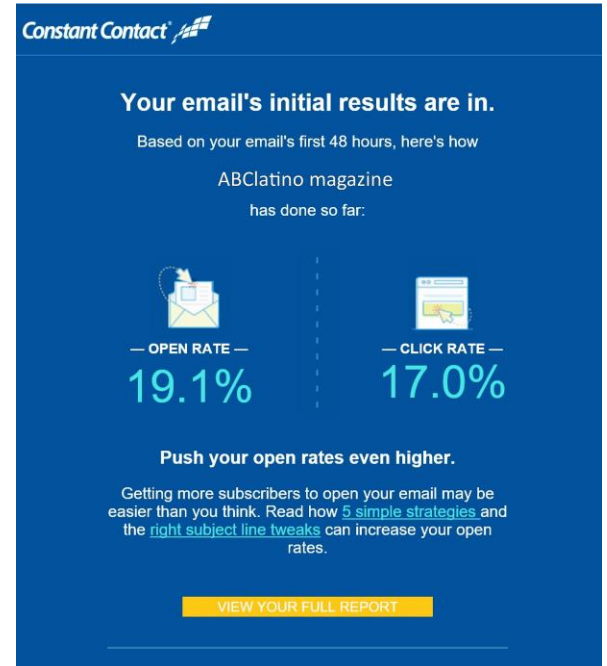 Constant Contact®
Your email's initial results are in.
Based on your email's first 48 hours, here's how
ABClatino magazine
has done so far:
— OPEN RATE —
19.1%
— CLICK RATE —
17.0%
Push your open rates even higher.
Getting more subscribers to open your email may be
easier than you think. Read how 5 simple strategies and
the right subject line tweaks can increase your open
rates.
VIEW YOUR FULL REPORT